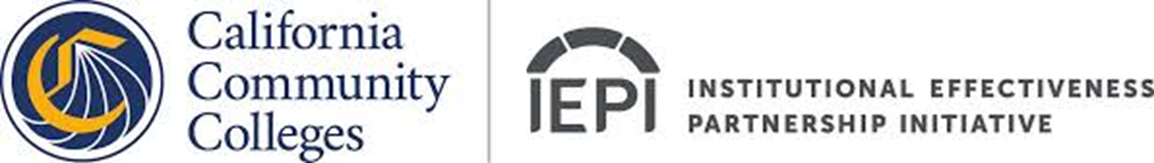 California
Community
Colleges
IEPI
INSTITUTIONAL EFFECTIVENESS
PARTNERSHIP INITIATIVE